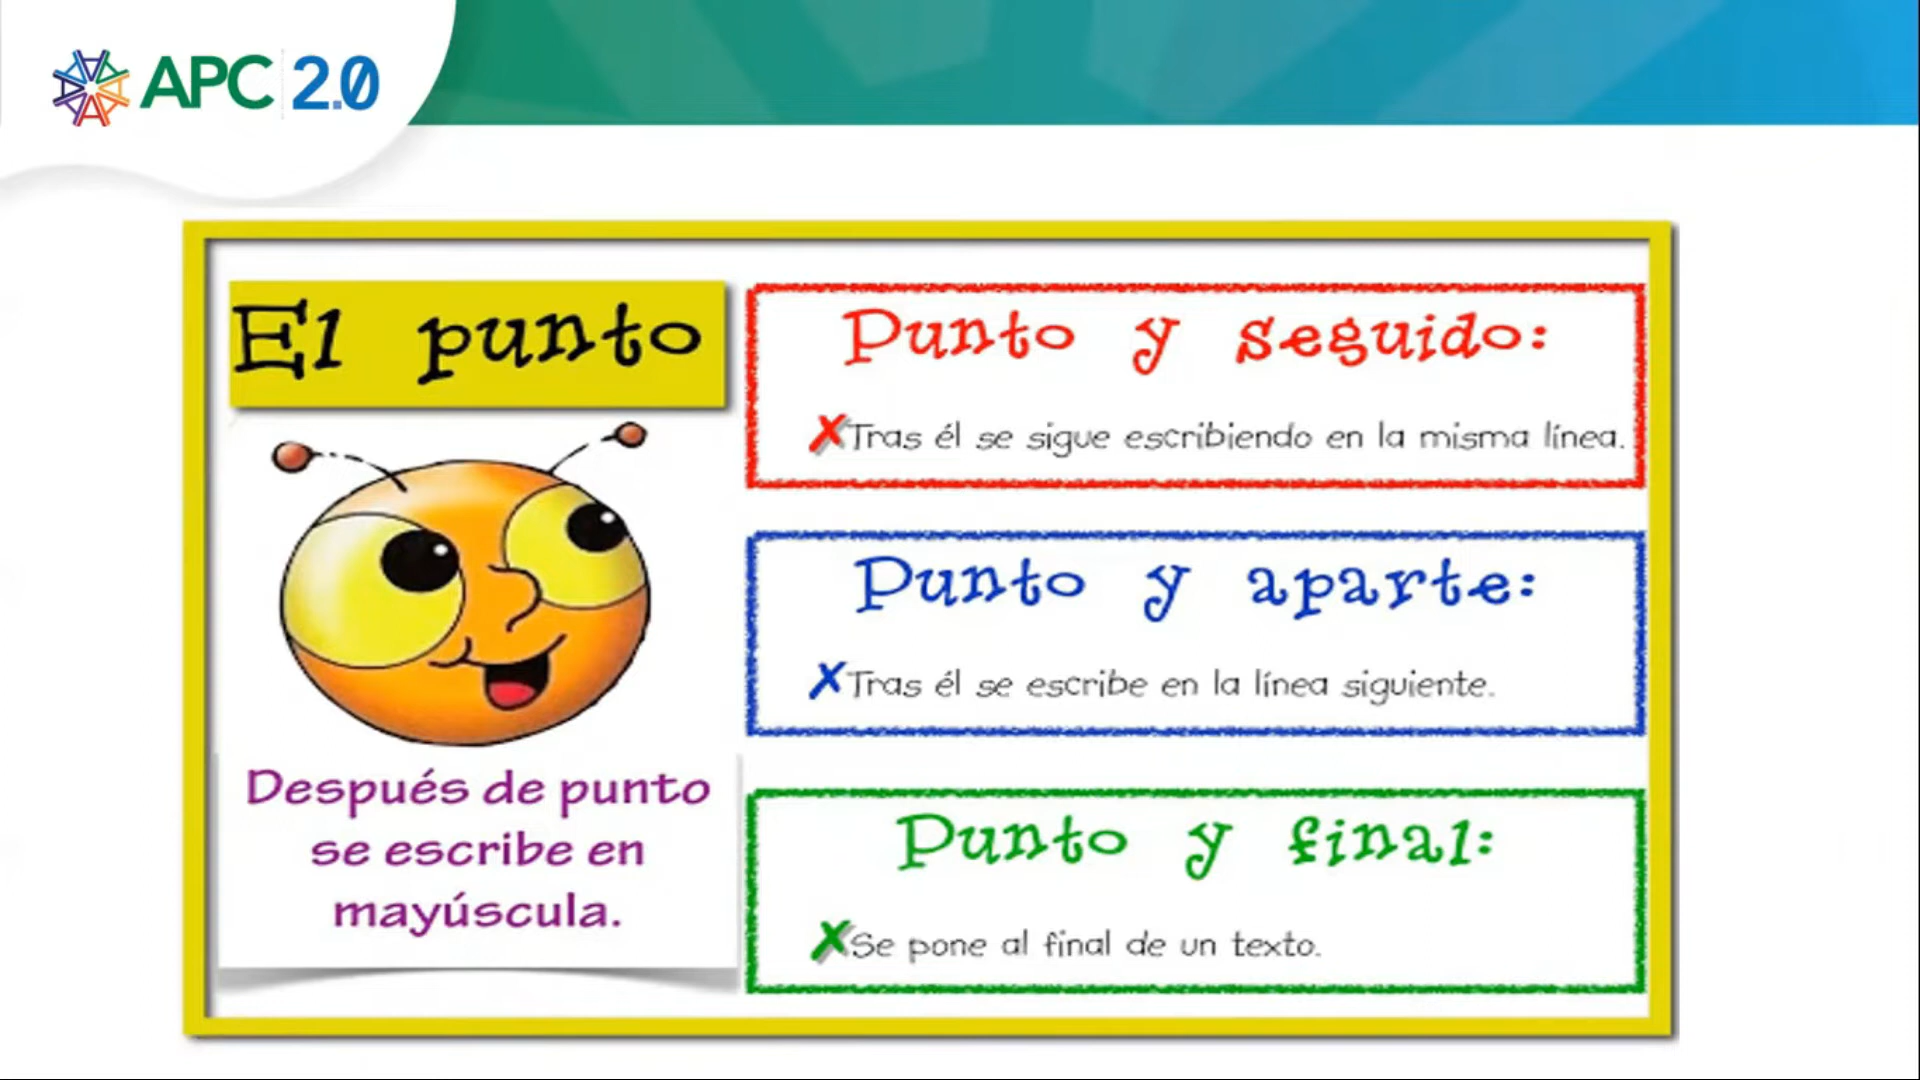 APC 2.0
El punto
Después de punto
se escribe en
mayúscula.
Punto y seguido:
✗Tras él se sigue escribiendo en la misma línea.
Punto y aparte:
✗Tras él se escribe en la línea siguiente.
Punto y final:
✗Se pone al final de un texto.